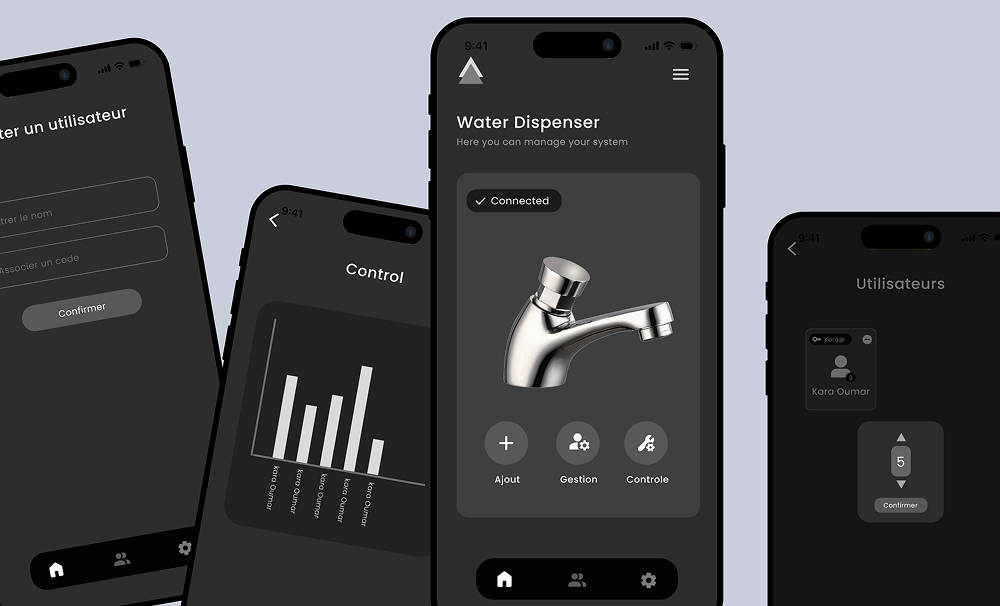 ter un utilisateur
trer le nom
Associer un code
Confirmer
9:41
Control
kara Oumar
kara Oumar
kara Oumar
kara Oumar
kara Oumar
9:41
Water Dispenser
Here you can manage your system
Connected
Ajout
Gestion
Controle
9:41
Utilisateurs
Kara@
3
Kara Oumar
5
Confirmer